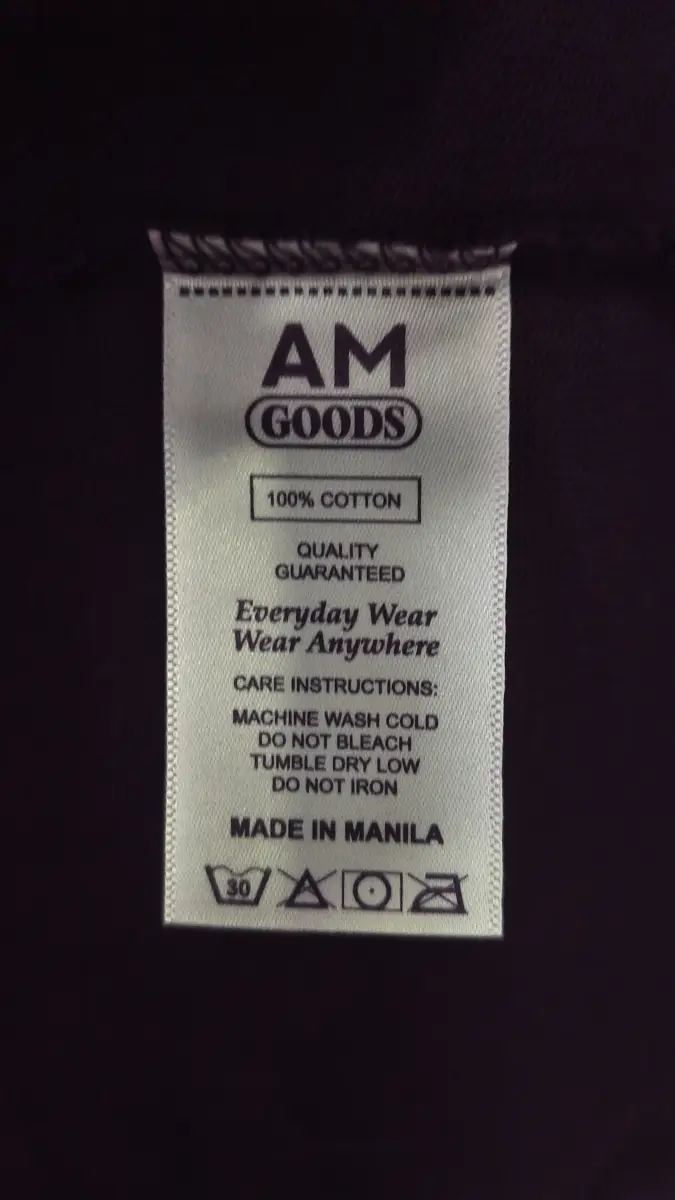 AM
GOODS
100% COTTON
QUALITY
GUARANTEED
Everyday Wear
Wear Anywhere
CARE INSTRUCTIONS:
MACHINE WASH COLD
DO NOT BLEACH
TUMBLE DRY LOW
DO NOT IRON
MADE IN MANILA
30